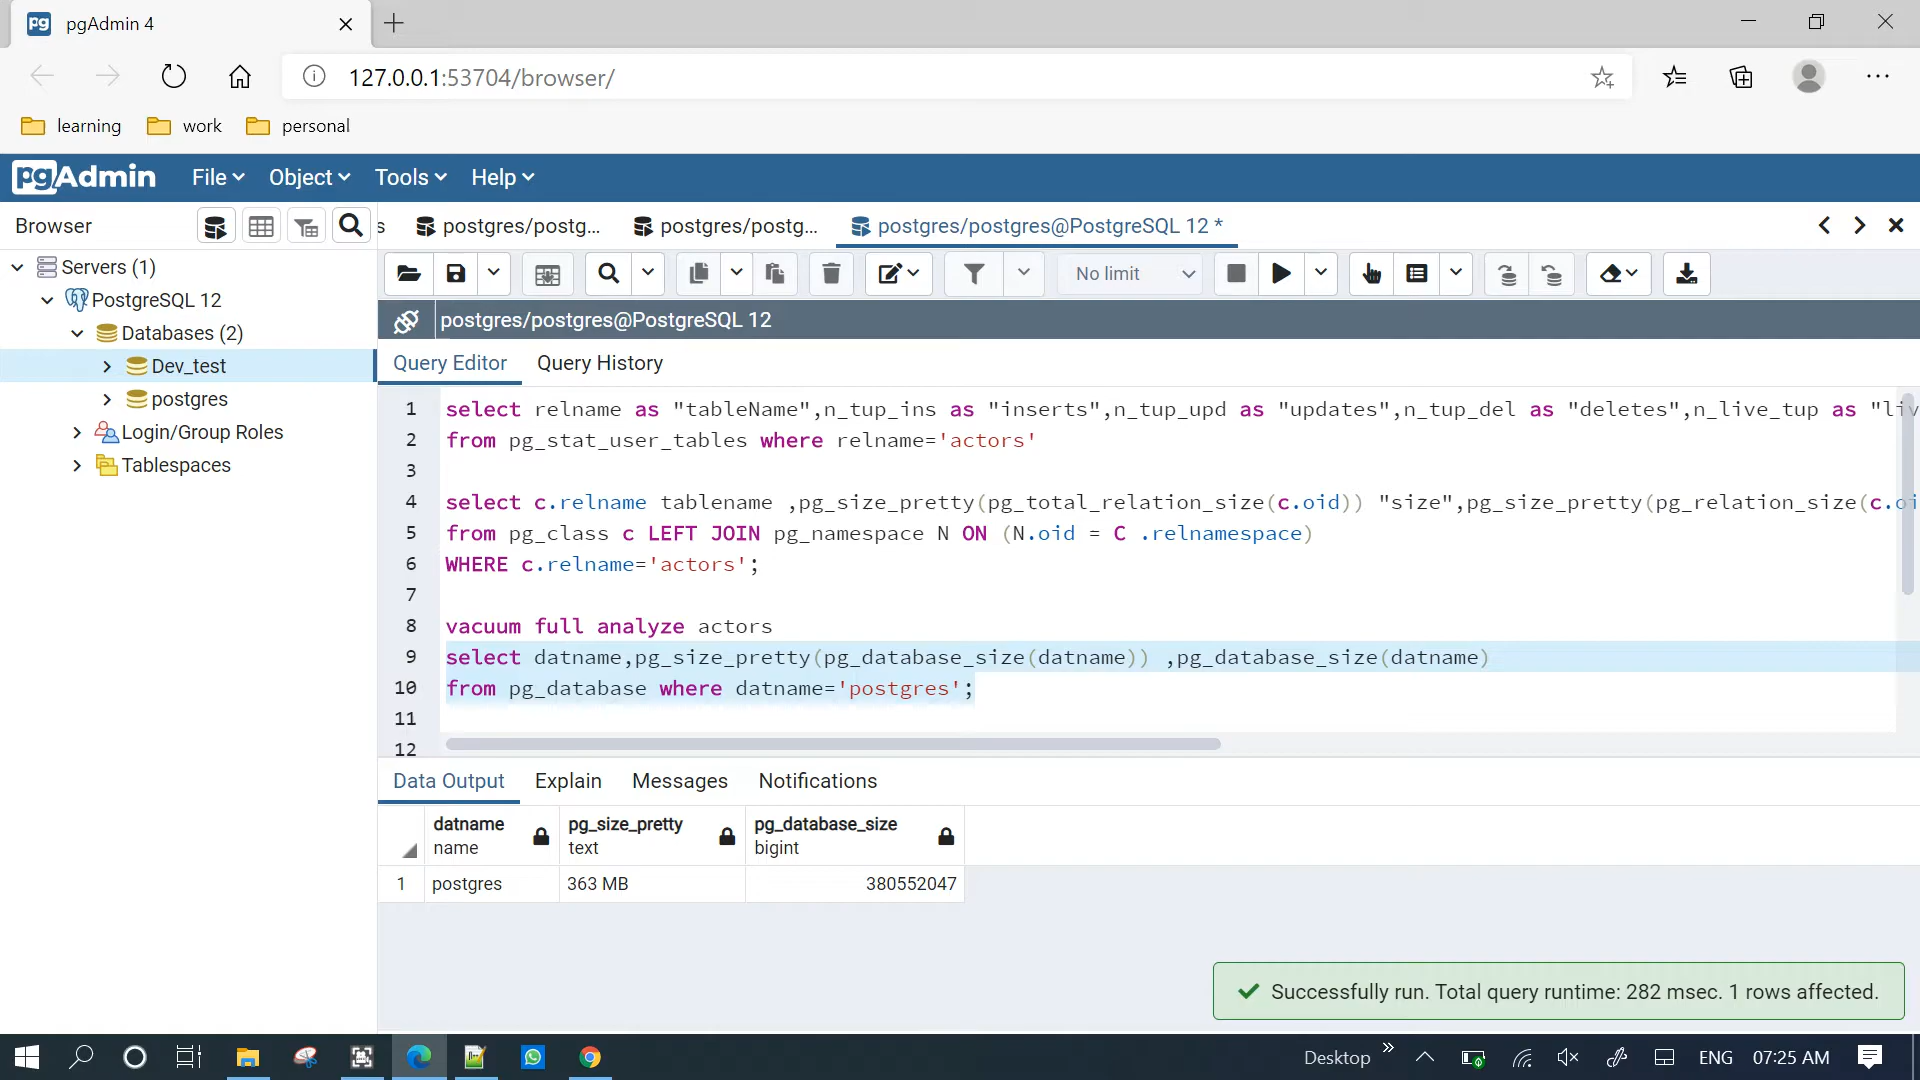 pgAdmin 4
127.0.0.1:53704/browser/
learning work personal
pgAdmin File Object Tools Help
Browser
s postgres/postg... postgres/postg... postgres/postgres@PostgreSQL 12 *
Servers (1)
PostgreSQL 12
Databases (2)
Dev_test
postgres
Login/Group Roles
Tablespaces
No limit
postgres/postgres@PostgreSQL 12
Query Editor Query History
1 select relname as "tableName",n_tup_ins as "inserts",n_tup_upd as "updates",n_tup_del as "deletes",n_live_tup as "liv
2 from pg_stat_user_tables where relname='actors'
3
4 select c.relname tablename ,pg_size_pretty(pg_total_relation_size(c.oid)) "size",pg_size_pretty(pg_relation_size(c.oi
5 from pg_class c LEFT JOIN pg_namespace N ON (N.oid = C .relnamespace)
6 WHERE c.relname='actors';
7
8 vacuum full analyze actors
9 select datname,pg_size_pretty(pg_database_size(datname)) ,pg_database_size(datname)
10 from pg_database where datname='postgres';
11
12
Data Output Explain Messages Notifications
datname pg_size_pretty pg_database_size
name text bigint
1 postgres 363 MB 380552047
Successfully run. Total query runtime: 282 msec. 1 rows affected.
Desktop ENG 07:25 AM